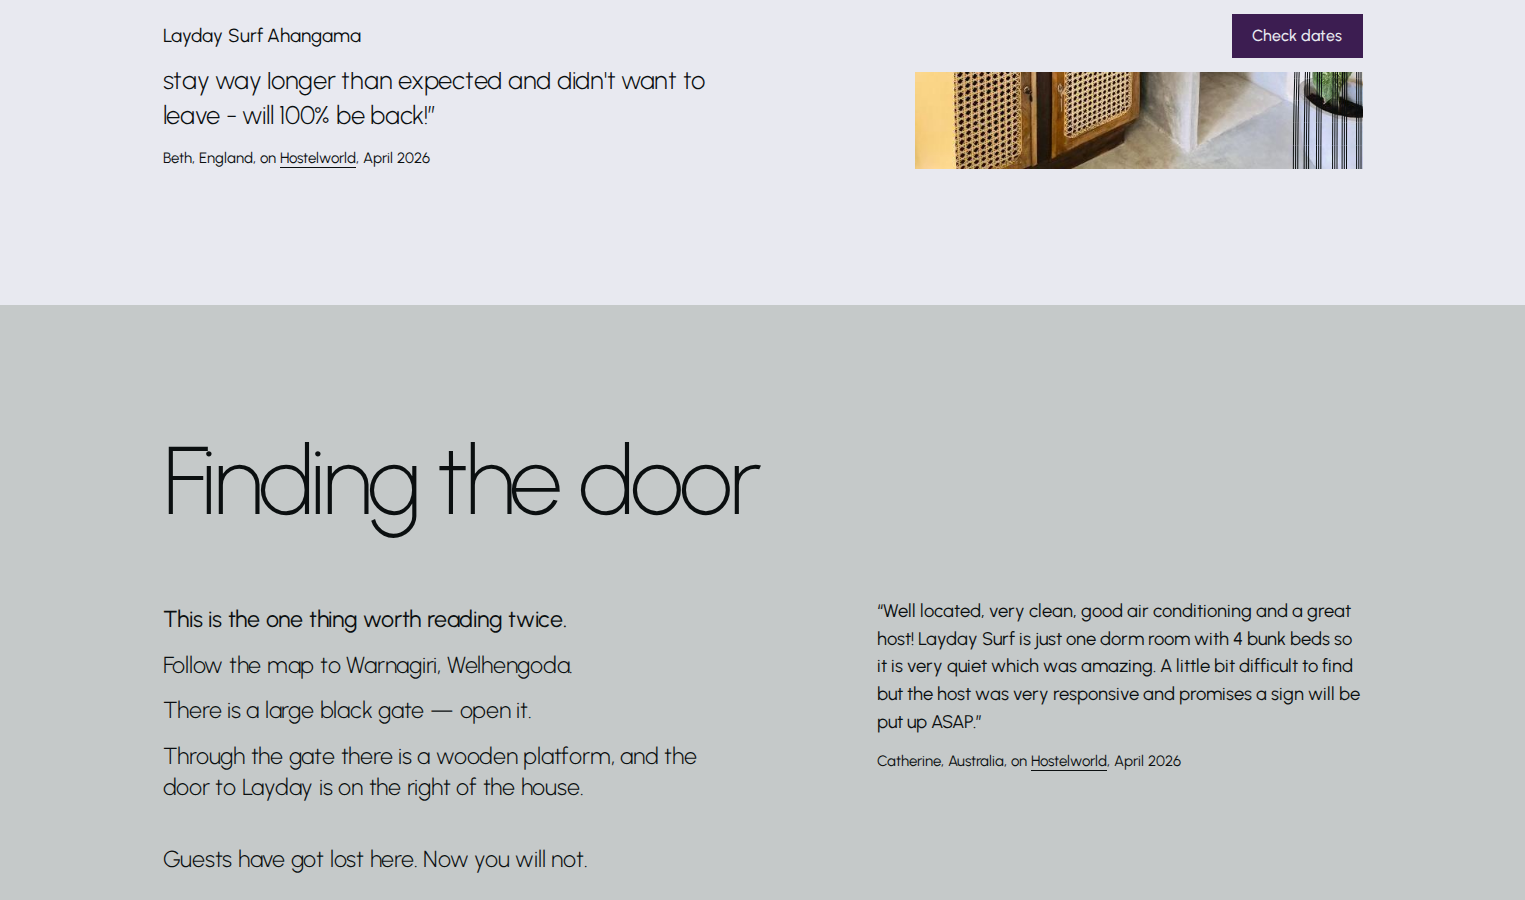 Layday Surf Ahangama
Check dates
stay way longer than expected and didn't want to
leave - will 100% be back!”
Beth, England, on Hostelworld, April 2026
Finding the door
This is the one thing worth reading twice.
Follow the map to Warnagiri, Welhengoda.
There is a large black gate — open it.
Through the gate there is a wooden platform, and the
door to Layday is on the right of the house.
Guests have got lost here. Now you will not.
“Well located, very clean, good air conditioning and a great
host! Layday Surf is just one dorm room with 4 bunk beds so
it is very quiet which was amazing. A little bit difficult to find
but the host was very responsive and promises a sign will be
put up ASAP.”
Catherine, Australia, on Hostelworld, April 2026